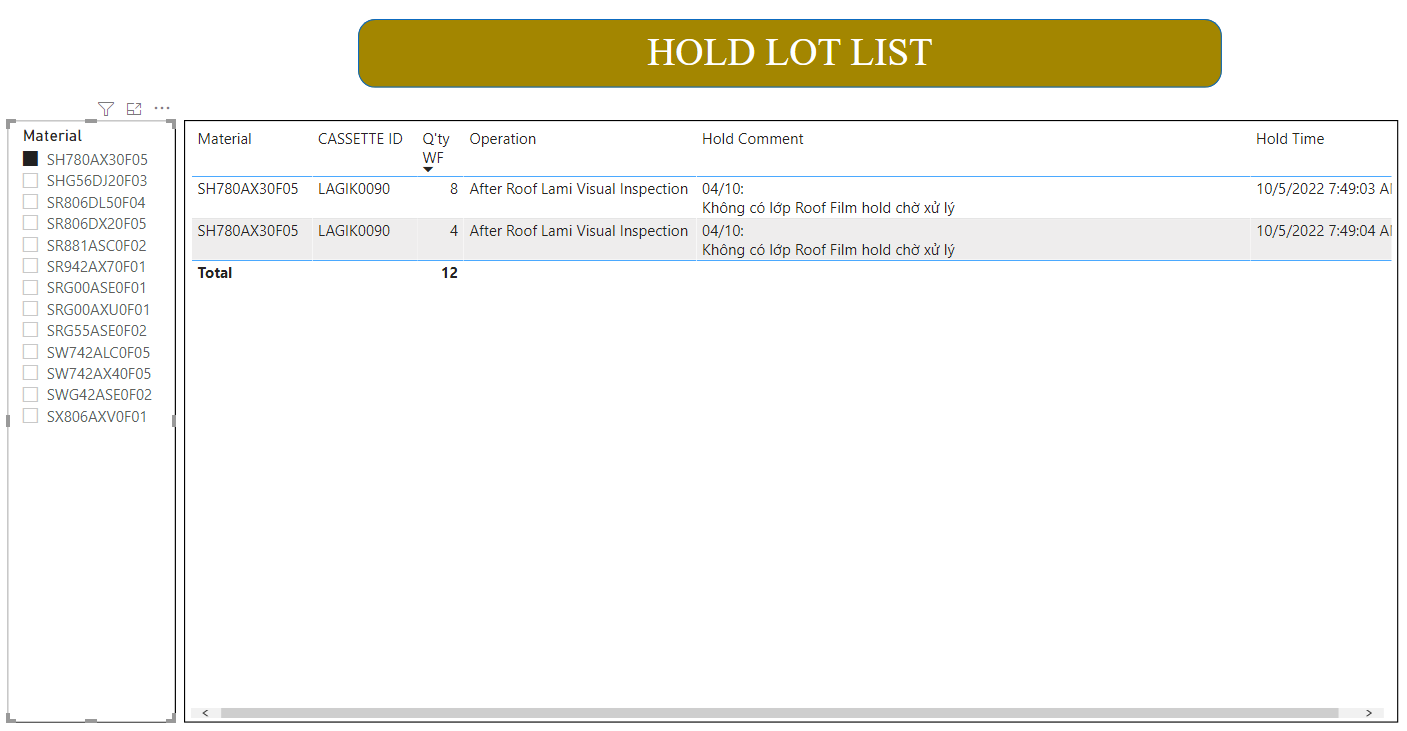 HOLD LOT LIST
Material
SH780AX30F05
SHG56DJ20F03
SR806DL50F04
SR806DX20F05
SR881ASC0F02
SR942AX70F01
SRG00ASE0F01
SRG00AXU0F01
SRG55ASE0F02
SW742ALC0F05
SW742AX40F05
SWG42ASE0F02
SX806AXV0F01
Material CASSETTE ID Q'ty WF Operation Hold Comment Hold Time
SH780AX30F05 LAGIK0090 8 After Roof Lami Visual Inspection 04/10: 10/5/2022 7:49:03 A
Không có lớp Roof Film hold chờ xử lý
SH780AX30F05 LAGIK0090 4 After Roof Lami Visual Inspection 04/10: 10/5/2022 7:49:04 A
Không có lớp Roof Film hold chờ xử lý
Total 12